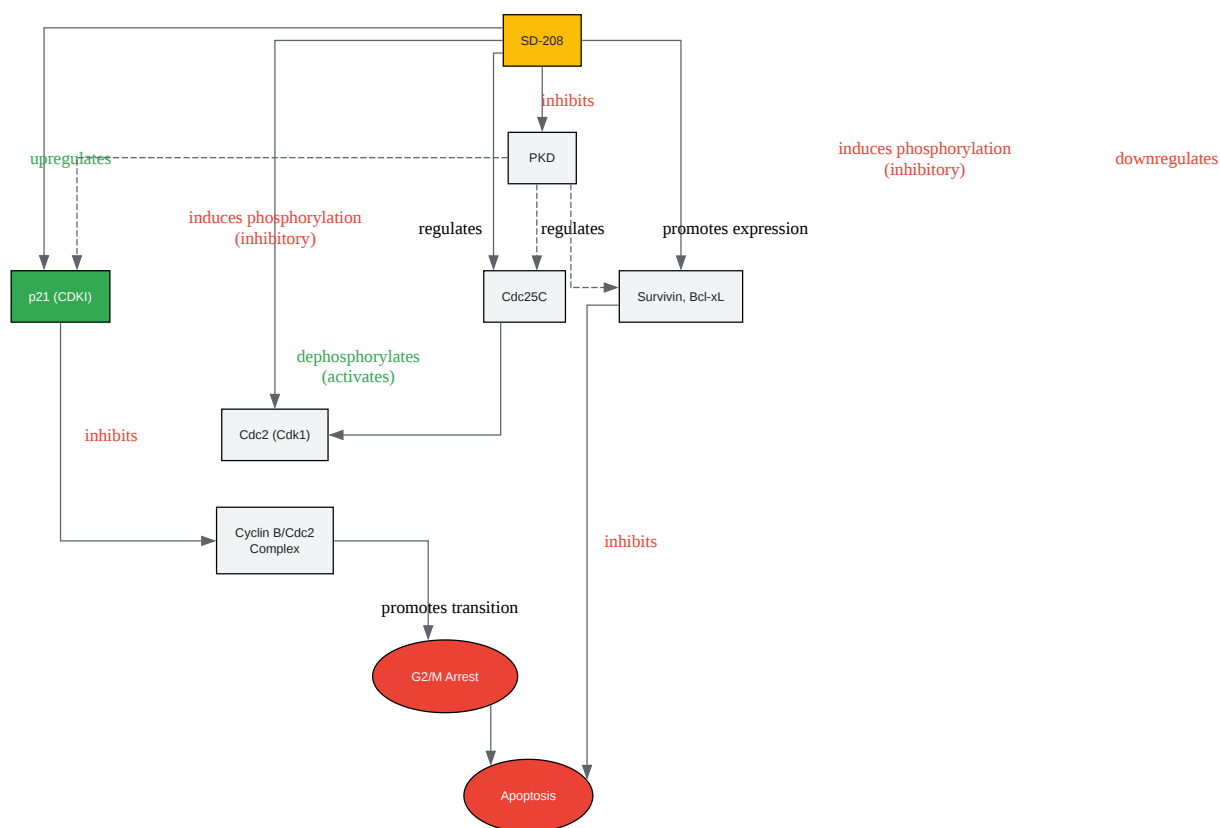 SD-208
inhibits
PKD
upregulates
induces phosphorylation
(inhibitory)
downregulates
induces phosphorylation
(inhibitory)
regulates
regulates
promotes expression
p21 (CDKI)
Cdc25C
Survivin, Bcl-xL
dephosphorylates
(activates)
inhibits
Cdc2 (Cdk1)
Cyclin B/Cdc2
Complex
inhibits
promotes transition
G2/M Arrest
Apoptosis